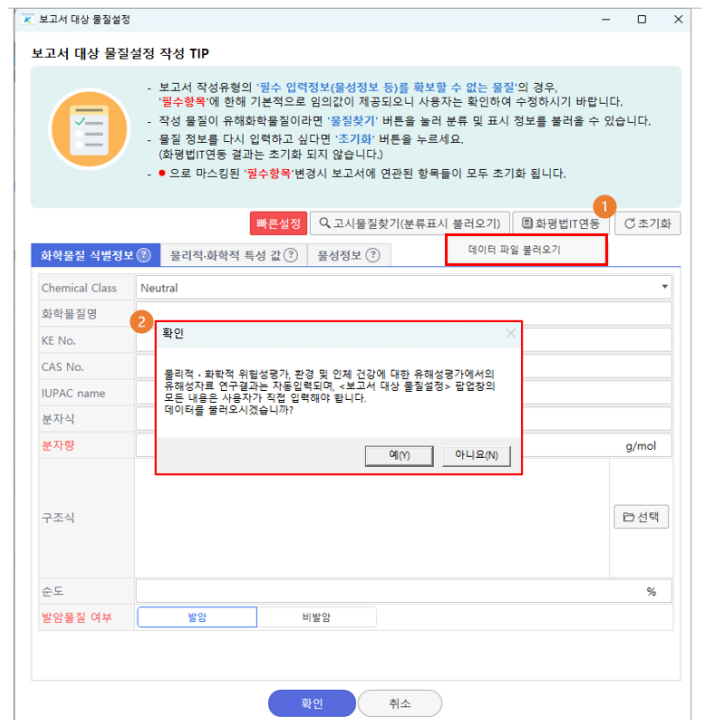 보고서 대상 물질설정
보고서 대상 물질설정 작성 TIP
- 보고서 작성유형의 '필수 입력정보(물성정보 등)를 확보할 수 없는 물질'의 경우,
'필수항목'에 한해 기본적으로 임의값이 제공되오니 사용자는 확인하여 수정하시기 바랍니다.
- 작성 물질이 유해화학물질이라면 '물질찾기' 버튼을 눌러 분류 및 표시 정보를 불러올 수 있습니다.
- 물질 정보를 다시 입력하고 싶다면 '초기화' 버튼을 누르세요.
(화평법IT연동 결과는 초기화 되지 않습니다.)
- ● 으로 마스킹된 '필수항목'변경시 보고서에 연관된 항목들이 모두 초기화 됩니다.
1
빠른설정 고시물질찾기(분류표시 불러오기) 화평법IT연동 초기화
데이터 파일 불러오기
화학물질 식별정보 ? 물리적·화학적 특성 값 ? 물성정보 ?
Chemical Class Neutral
화학물질명
2
KE No.
CAS No.
IUPAC name
분자식
분자량 g/mol
확인
물리적·화학적 위험성평가, 환경 및 인체 건강에 대한 유해성평가에서의
유해성자료 연구결과는 자동입력되며, <보고서 대상 물질설정> 팝업창의
모든 내용은 사용자가 직접 입력해야 합니다.
데이터를 불러오시겠습니까?
예(Y) 아니요(N)
구조식 선택
순도 %
발암물질 여부 발암 비발암
확인 취소